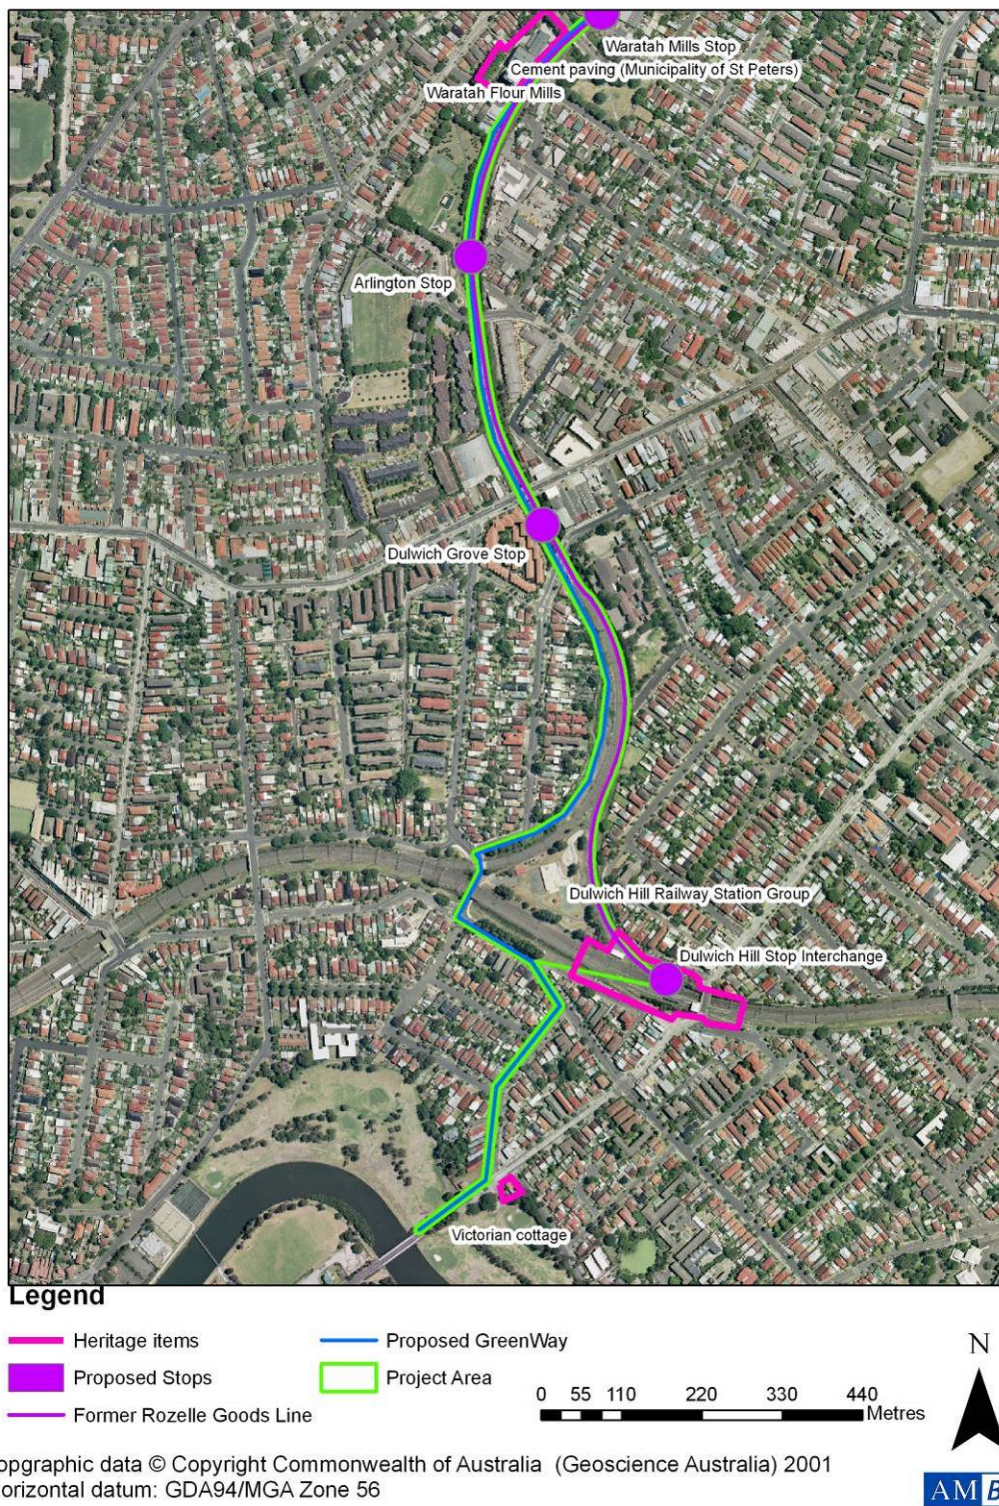 Waratah Mills Stop
Cement paving (Municipality of St Peters)
Waratah Flour Mills
Arlington Stop
Dulwich Grove Stop
Dulwich Hill Railway Station Group
Dulwich Hill Stop Interchange
Victorian cottage
Legend
Heritage items
Proposed GreenWay
N
Proposed Stops
Project Area
0 55 110 220 330 440
Metres
Former Rozelle Goods Line
opgraphic data © Copyright Commonwealth of Australia (Geoscience Australia) 2001
orizontal datum: GDA94/MGA Zone 56
AMB